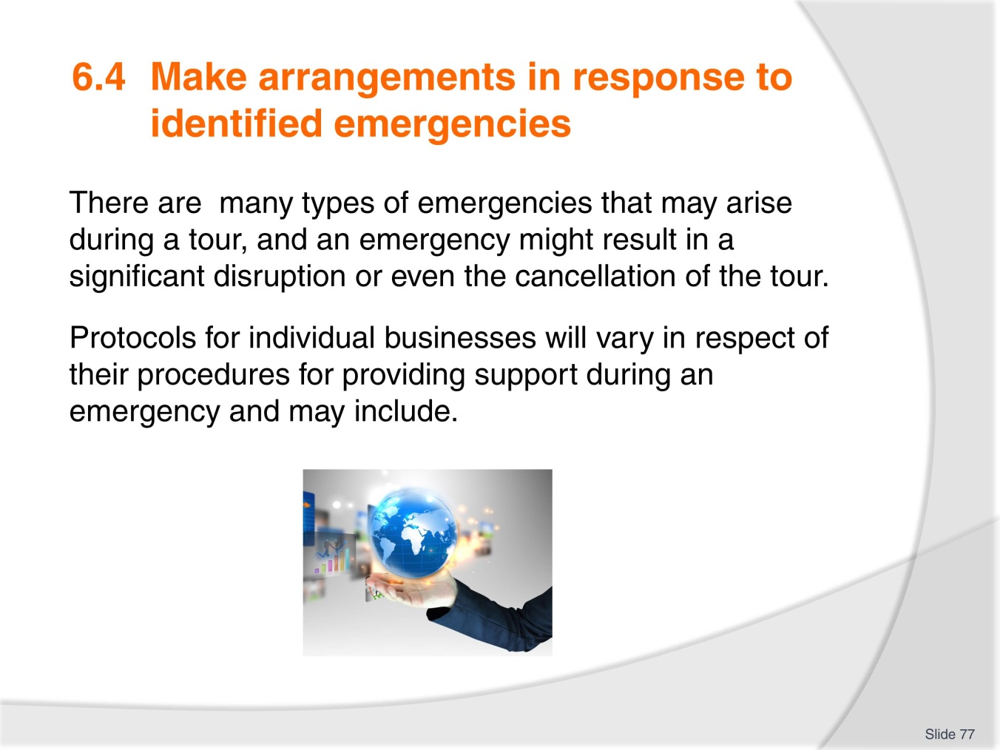 6.4 Make arrangements in response to
identified emergencies
There are  many types of emergencies that may arise
during a tour, and an emergency might result in a
significant disruption or even the cancellation of the tour.
Protocols for individual businesses will vary in respect of
their procedures for providing support during an
emergency and may include.
Slide 77